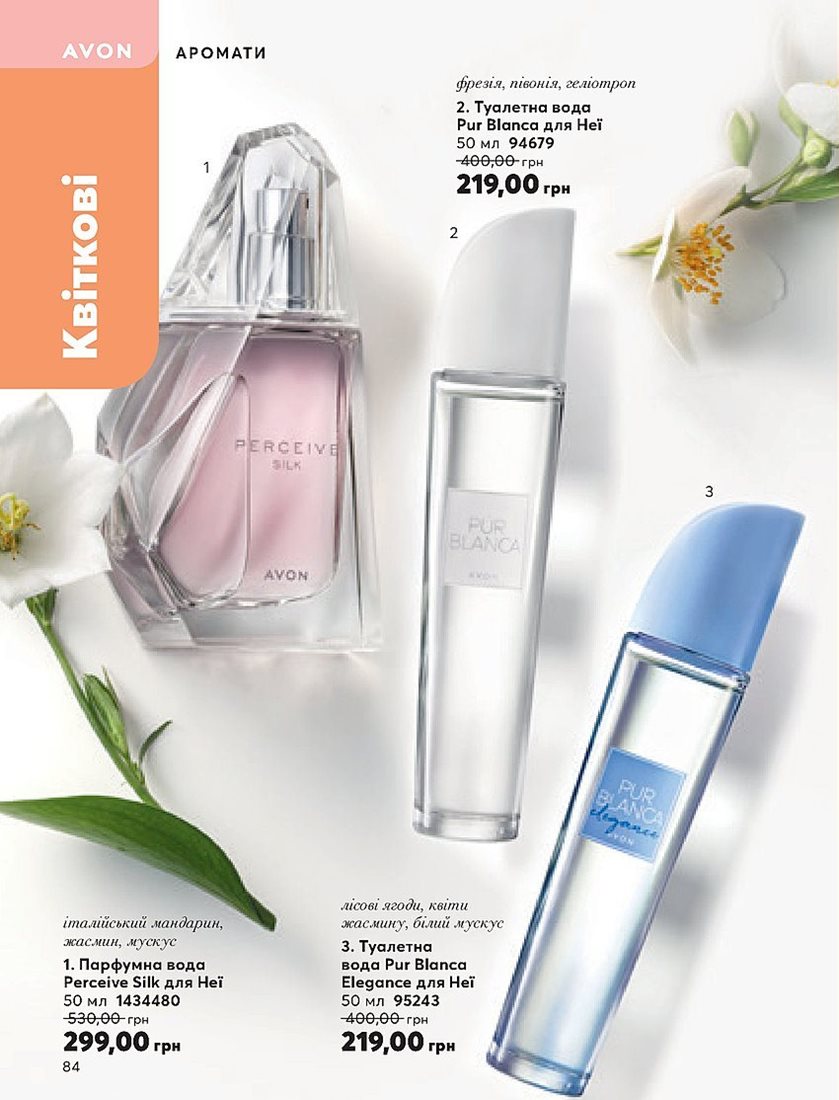 AVON
АРОМАТИ
Квіткові
фрезія, півонія, геліотроп
2. Туалетна вода
Pur Blanca для Неї
50 мл 94679
400,00 грн
219,00 грн
1
2
3
PERCEIVE
SILK
AVON
PUR
BLANCA
AVON
PUR
BLANCA
elegance
AVON
італійський мандарин,
жасмин, мускус
1. Парфумна вода
Perceive Silk для Неї
50 мл 1434480
530,00 грн
299,00 грн
лісові ягоди, квіти
жасмину, білий мускус
3. Туалетна
вода Pur Blanca
Elegance для Неї
50 мл 95243
400,00 грн
219,00 грн
84